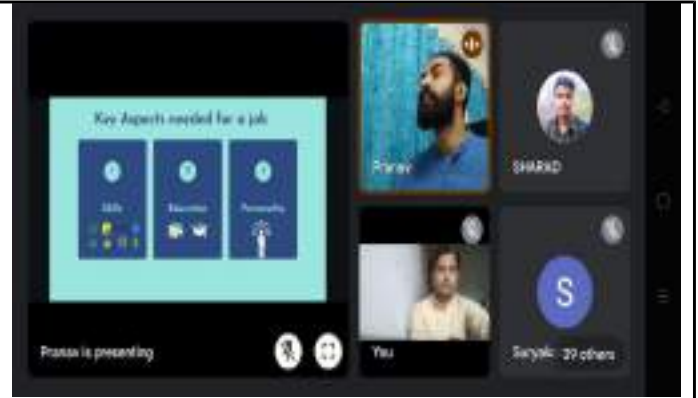 Key Aspects needed for a job
Skills
Education
Personality
Pranav is presenting
Pranav
SHARAD
You
S
29 others